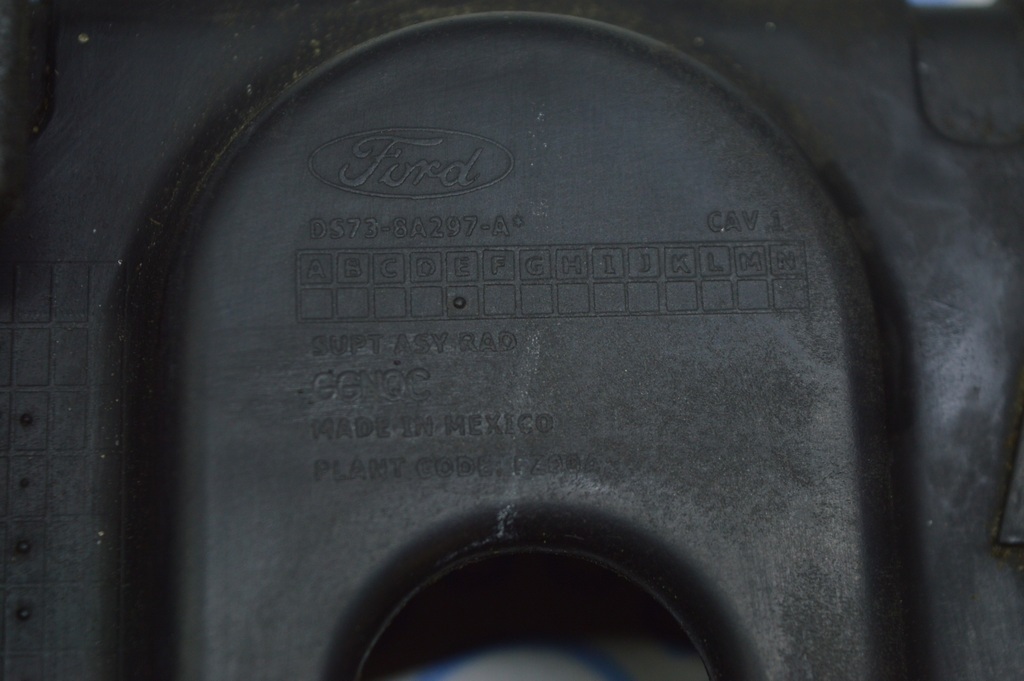 Ford
DS73-8A297-A* CAV 1
A B C D E F G H I J K L M N
SUPT ASY RAD
MADE IN MEXICO
PLANT CODE: